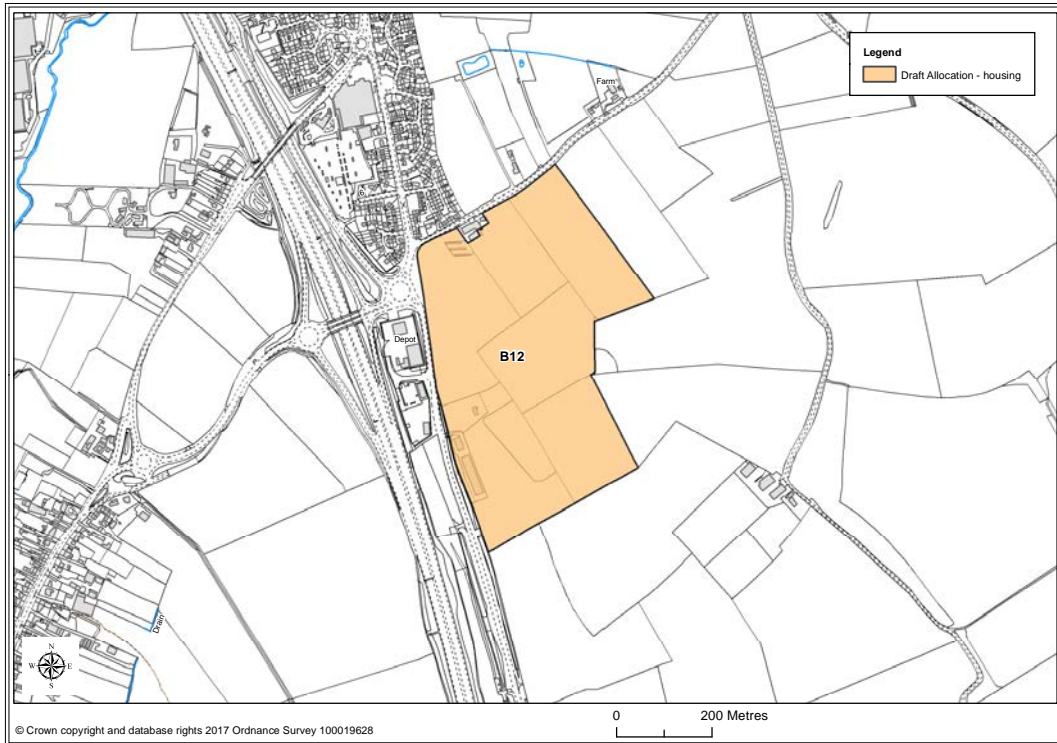 Legend
Draft Allocation - housing
Farm
Depot
B12
Drain
N
W E
S
0 200 Metres
© Crown copyright and database rights 2017 Ordnance Survey 100019628